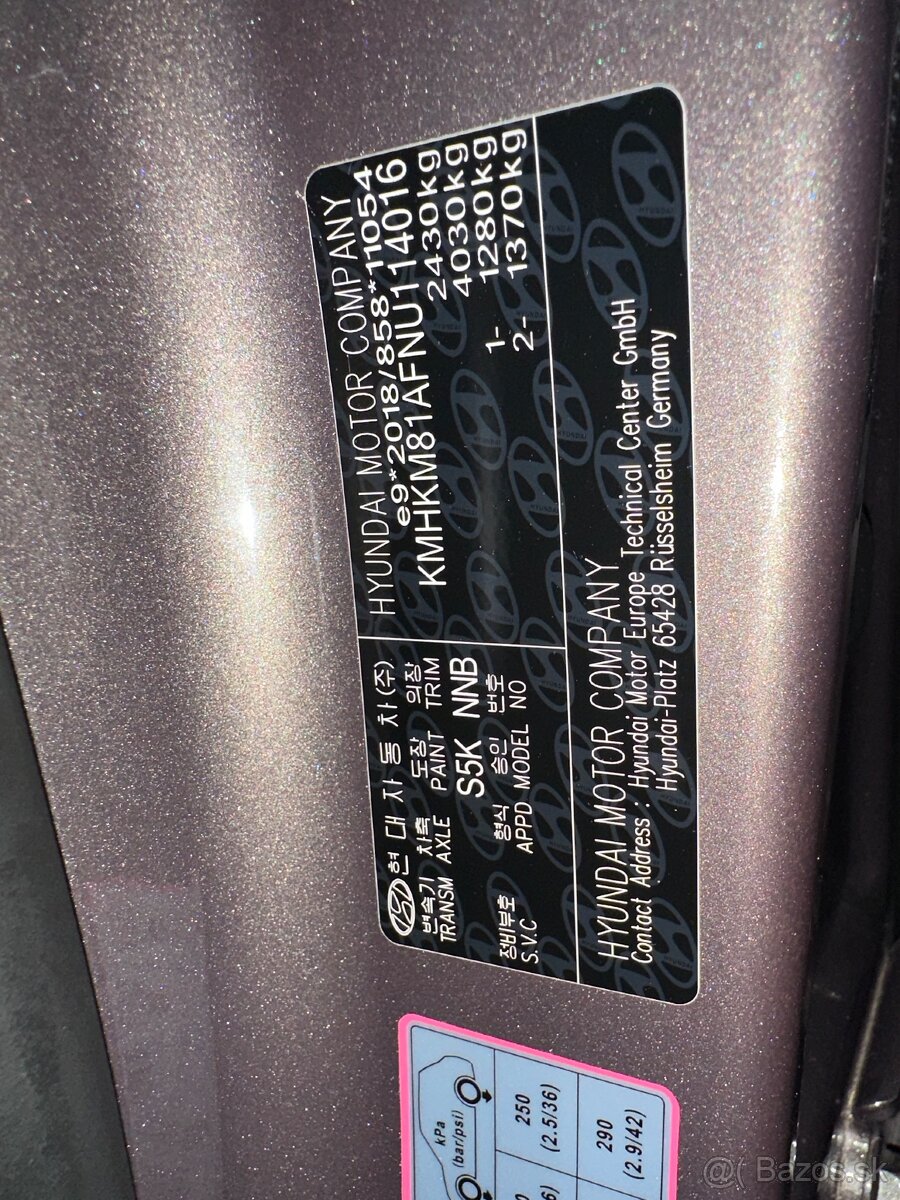 현대자동차(주)
변속기 차축 도장 의장
TRANSM AXLE PAINT TRIM
S5K NNB
형식 승인 번호
정비부호 APPD MODEL NO
S.V.C
HYUNDAI MOTOR COMPANY
e9*2018/858*11054
KMHKM81AFNU114016
2430kg
4030kg
1- 1280kg
2- 1370kg
HYUNDAI MOTOR COMPANY
Contact Address : Hyundai Motor Europe Technical Center GmbH
Hyundai-Platz 65428 Rüsselsheim Germany
kPa
(bar/psi)
250
(2.5/36)
290
(2.9/42)
@( Bazos.sk